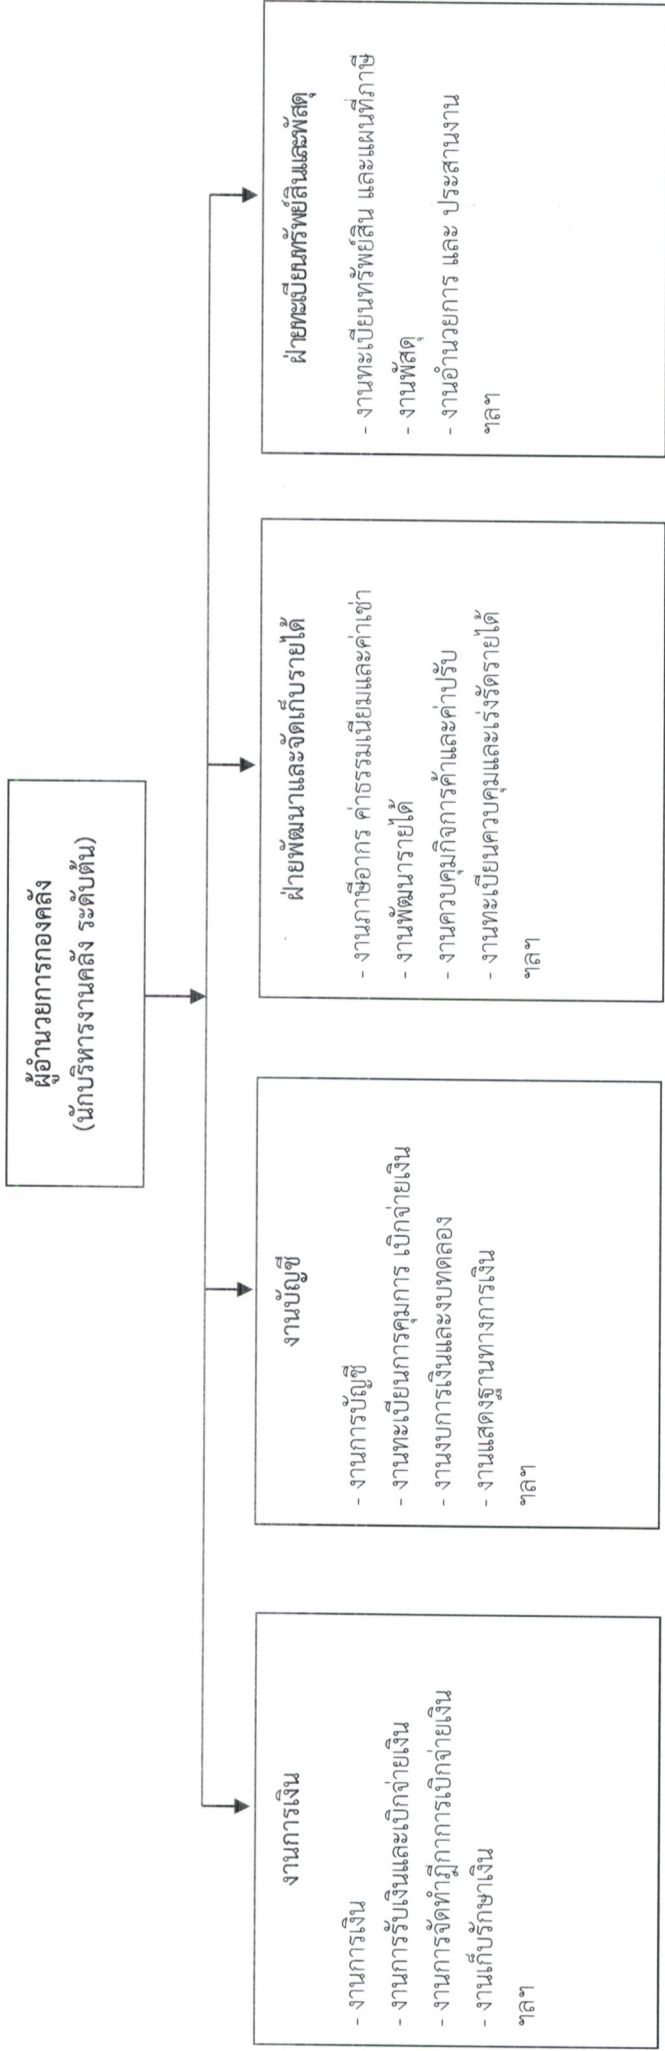 ผู้อำนวยการกองคลัง
(นักบริหารงานคลัง ระดับต้น)
งานการเงิน
- งานการเงิน
- งานการรับเงินและเบิกจ่ายเงิน
- งานการจัดทำฎีกาการเบิกจ่ายเงิน
- งานเก็บรักษาเงิน
ฯลฯ
งานบัญชี
- งานการบัญชี
- งานทะเบียนการคุมการ เบิกจ่ายเงิน
- งานงบการเงินและงบทดลอง
- งานแสดงฐานทางการเงิน
ฯลฯ
ฝ่ายพัฒนาและจัดเก็บรายได้
- งานภาษีอากร ค่าธรรมเนียมและค่าเช่า
- งานพัฒนารายได้
- งานควบคุมกิจการค้าและค่าปรับ
- งานทะเบียนควบคุมและเร่งรัดรายได้
ฯลฯ
ฝ่ายทะเบียนทรัพย์สินและพัสดุ
- งานทะเบียนทรัพย์สิน และแผนที่ภาษี
- งานพัสดุ
- งานอำนวยการ และ ประสานงาน
ฯลฯ